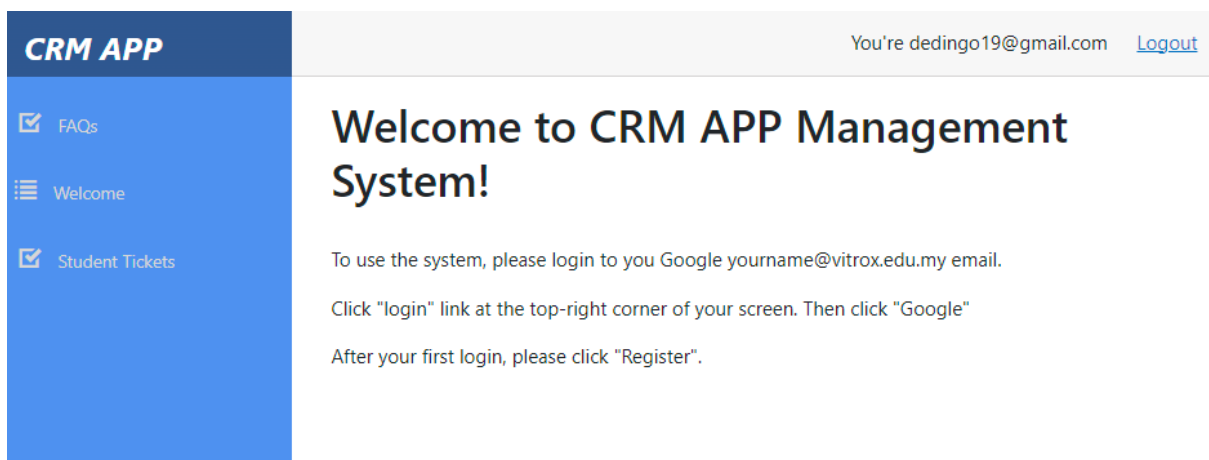 CRM APP
You're dedingo19@gmail.com Logout
FAQs
Welcome
Student Tickets
Welcome to CRM APP Management
System!
To use the system, please login to you Google yourname@vitrox.edu.my email.
Click "login" link at the top-right corner of your screen. Then click "Google"
After your first login, please click "Register".